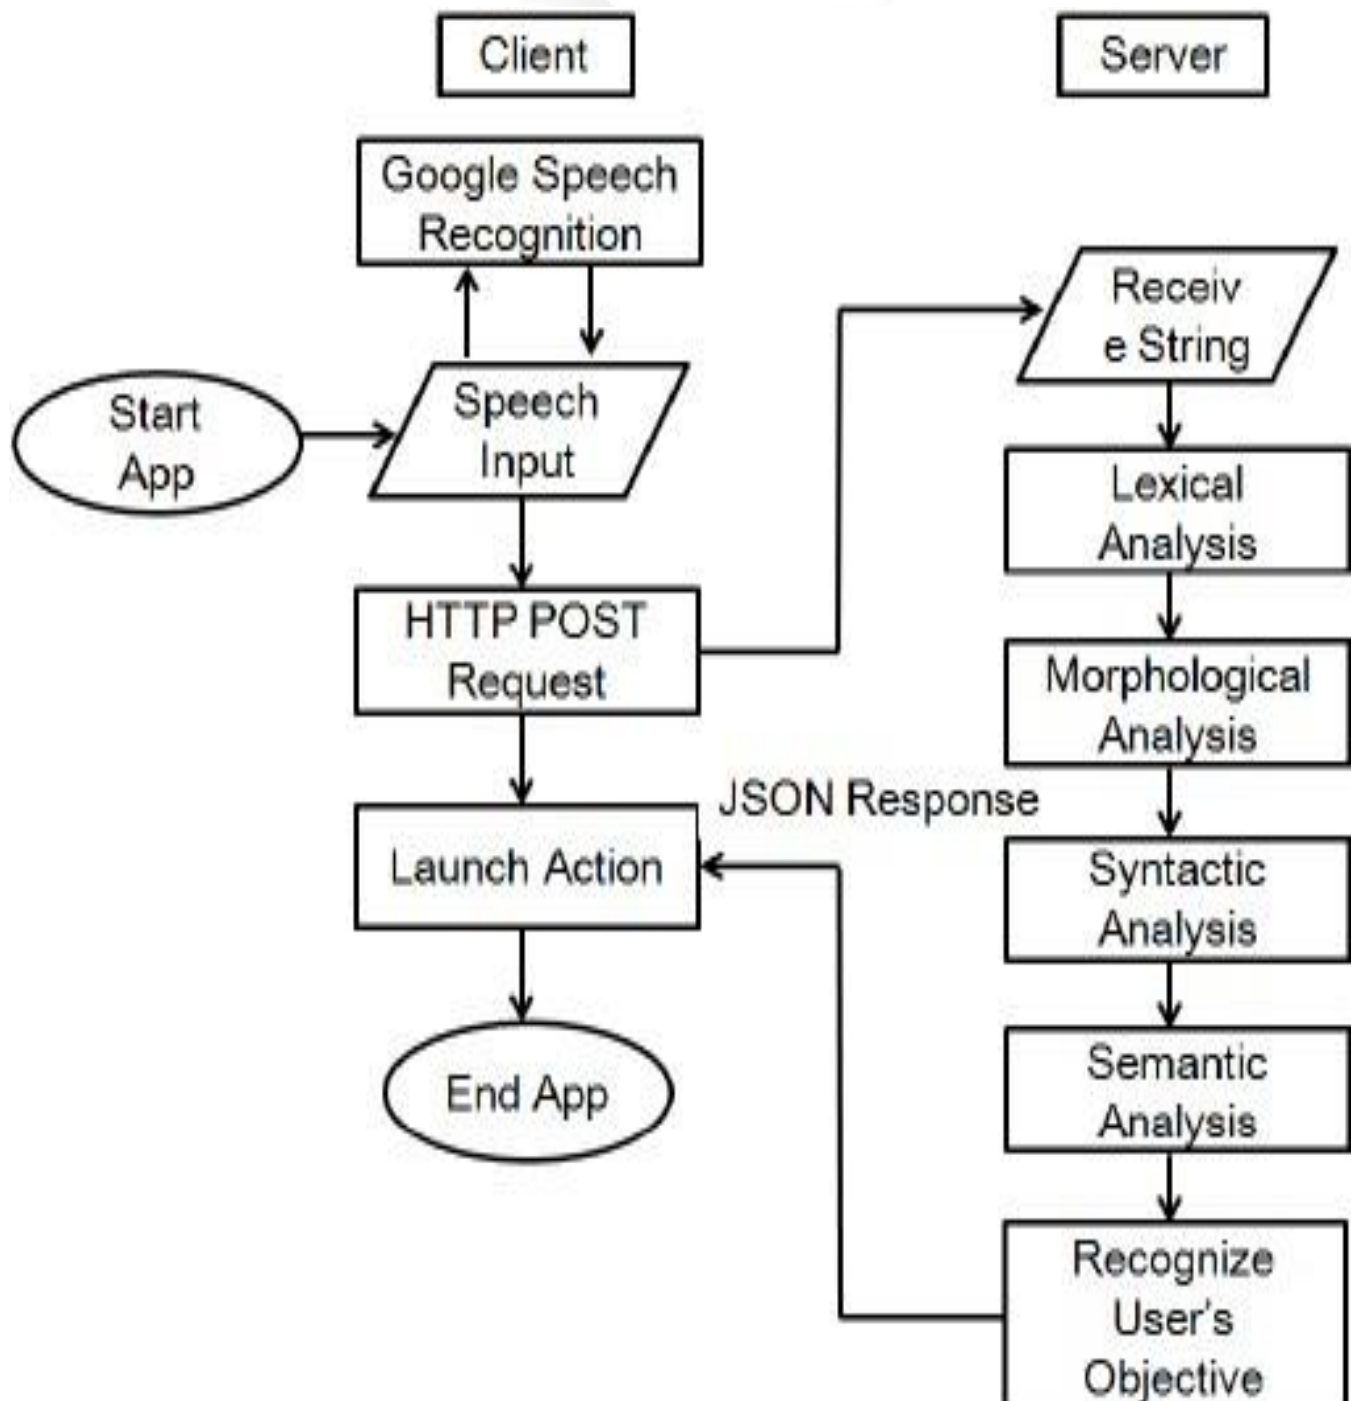 Client
Server
Google Speech
Recognition
Receiv
e String
Start
App
Speech
Input
Lexical
Analysis
HTTP POST
Request
Morphological
Analysis
JSON Response
Launch Action
Syntactic
Analysis
End App
Semantic
Analysis
Recognize
User's
Objective